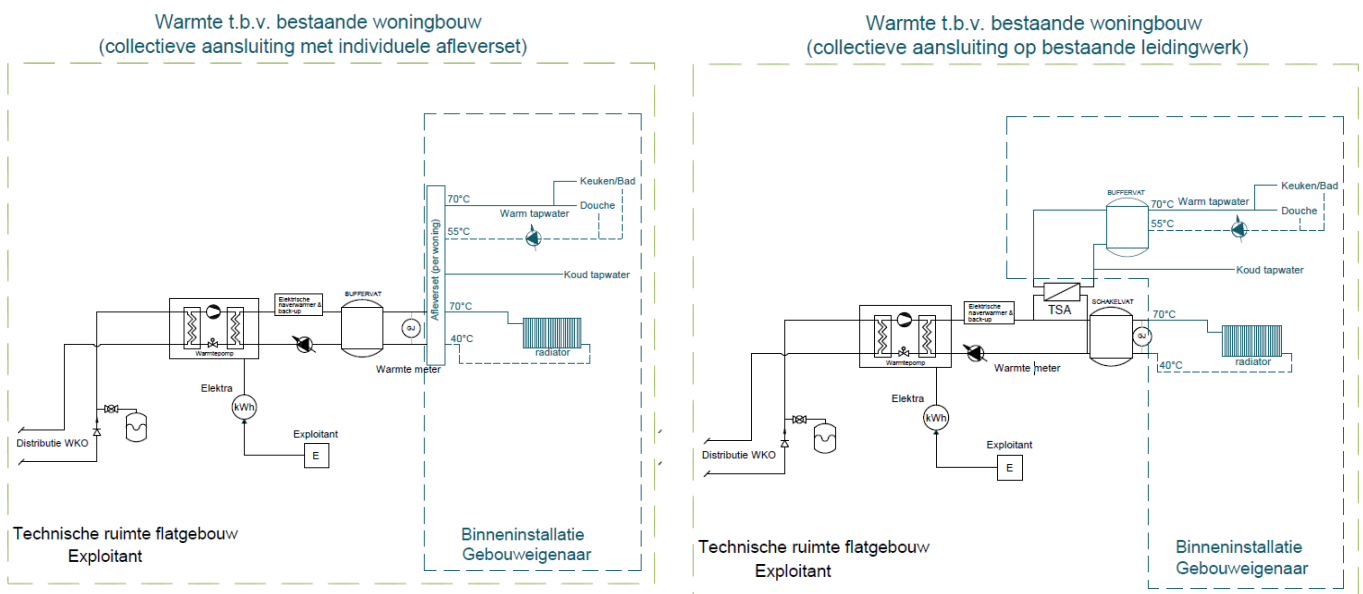 Warmte t.b.v. bestaande woningbouw
(collectieve aansluiting met individuele afleverset)
Keuken/Bad
70°C
Douche
Warm tapwater
55°C
Afleverset (per woning)
Koud tapwater
Elektrische
naverwarmer &
back-up
BUFFERVAT
70°C
GJ
radiator
40°C
Warmtepomp
Warmte meter
Elektra
kWh
Exploitant
E
Distributie WKO
Technische ruimte flatgebouw
Exploitant
Binneninstallatie
Gebouweigenaar
Warmte t.b.v. bestaande woningbouw
(collectieve aansluiting op bestaande leidingwerk)
Keuken/Bad
BUFFERVAT
70°C
Warm tapwater
Douche
55°C
Koud tapwater
Elektrische
naverwarmer &
back-up
TSA
SCHAKELVAT
70°C
GJ
radiator
40°C
Warmtepomp
Warmte meter
Elektra
kWh
Exploitant
E
Distributie WKO
Technische ruimte flatgebouw
Exploitant
Binneninstallatie
Gebouweigenaar